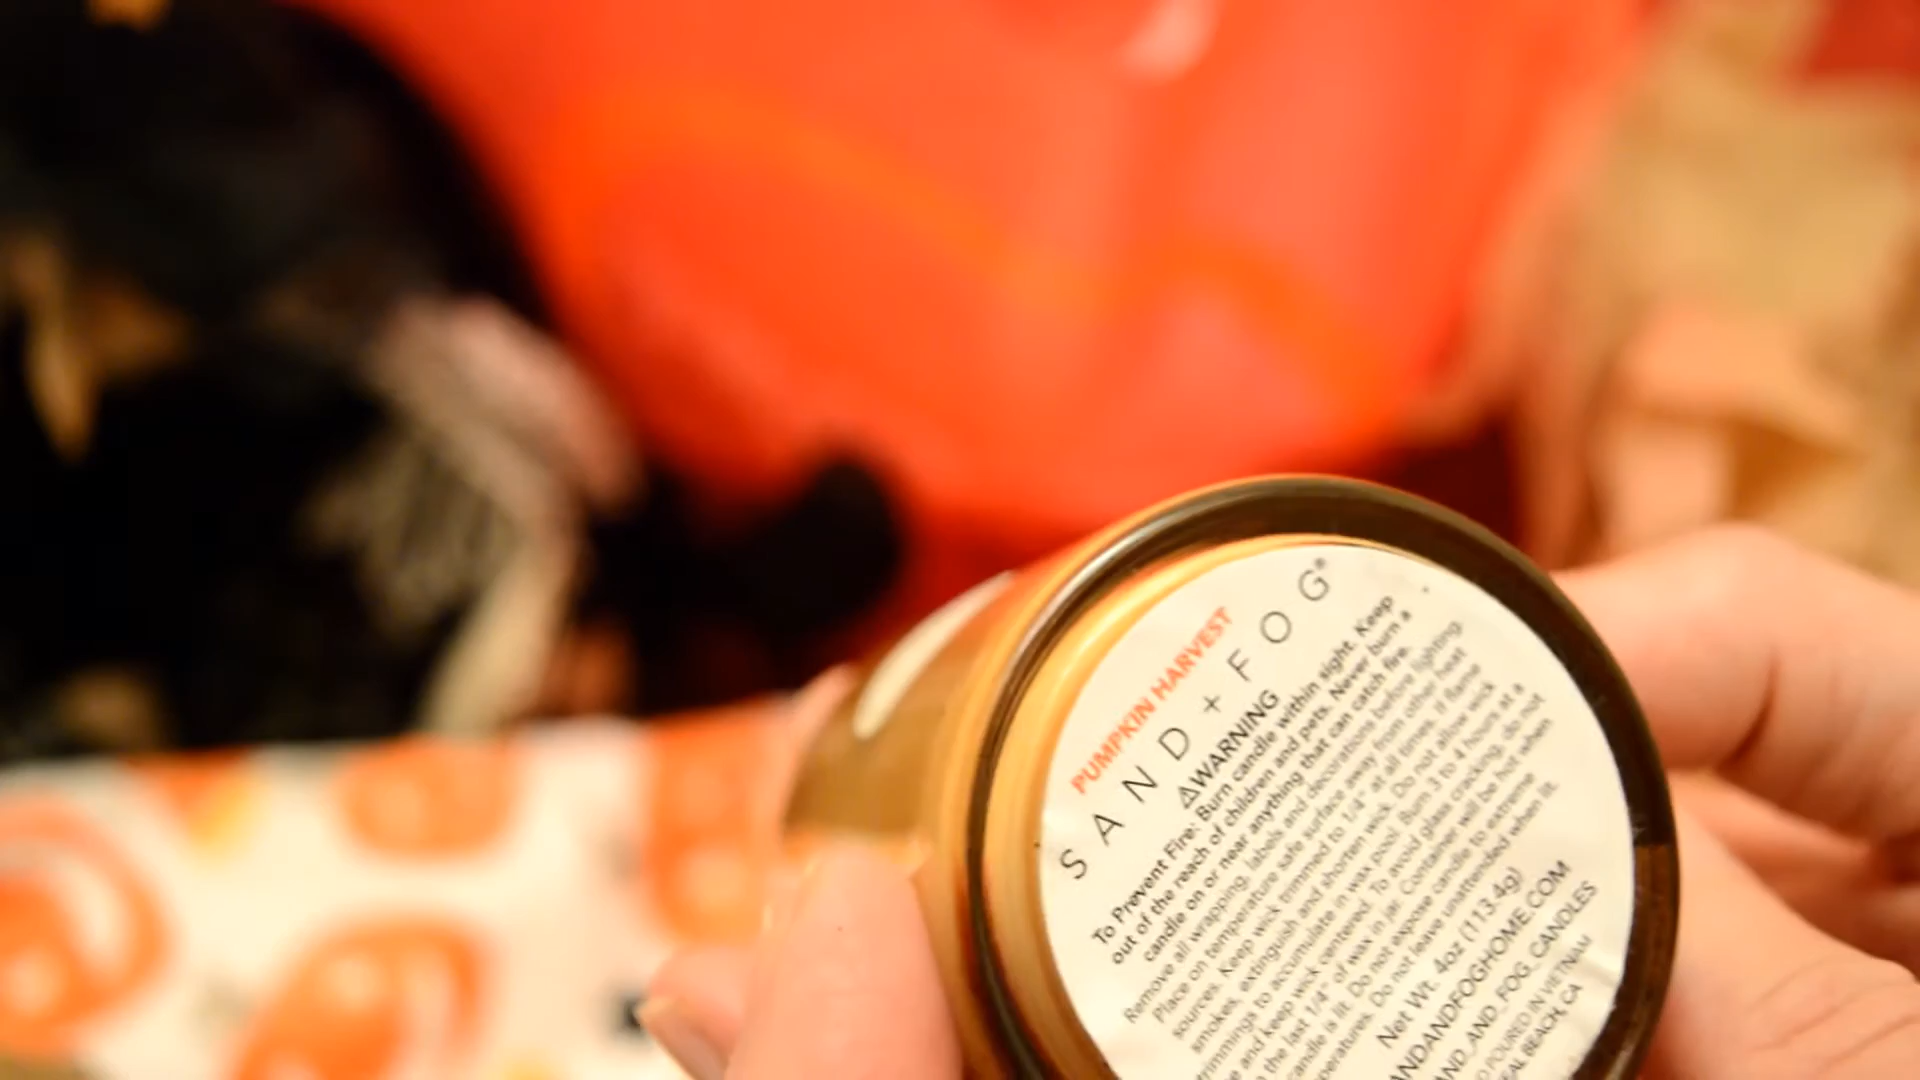 PUMPKIN HARVEST
SAND + FOG®
⚠WARNING
To Prevent Fire: Burn candle within sight. Keep
out of the reach of children and pets. Never burn a
candle on or near anything that can catch fire.
Remove all wrapping, labels and decorations before lighting.
Place on temperature safe surface away from other heat
sources. Keep wick trimmed to 1/4" at all times. If flame
smokes, extinguish and shorten wick. Do not allow wick
trimmings to accumulate in wax pool. Burn 3 to 4 hours at a
e and keep wick centered. To avoid glass cracking, do not
the last 1/4" of wax in jar. Container will be hot when
candle is lit. Do not expose candle to extreme
peratures. Do not leave unattended when lit.
Net Wt. 4oz (113.4g)
ANDANDFOGHOME.COM
AND_AND_FOG_CANDLES
POURED IN VIETNAM
EAL BEACH, CA